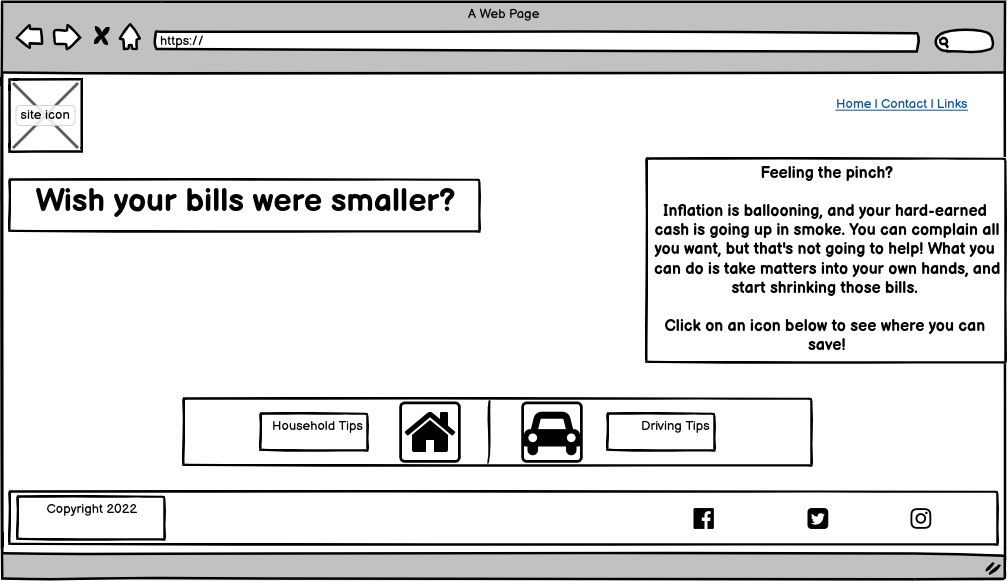 A Web Page
https://
site icon
Home | Contact | Links
Wish your bills were smaller?
Feeling the pinch?
Inflation is ballooning, and your hard-earned
cash is going up in smoke. You can complain all
you want, but that's not going to help! What you
can do is take matters into your own hands, and
start shrinking those bills.
Click on an icon below to see where you can
save!
Household Tips
Driving Tips
Copyright 2022